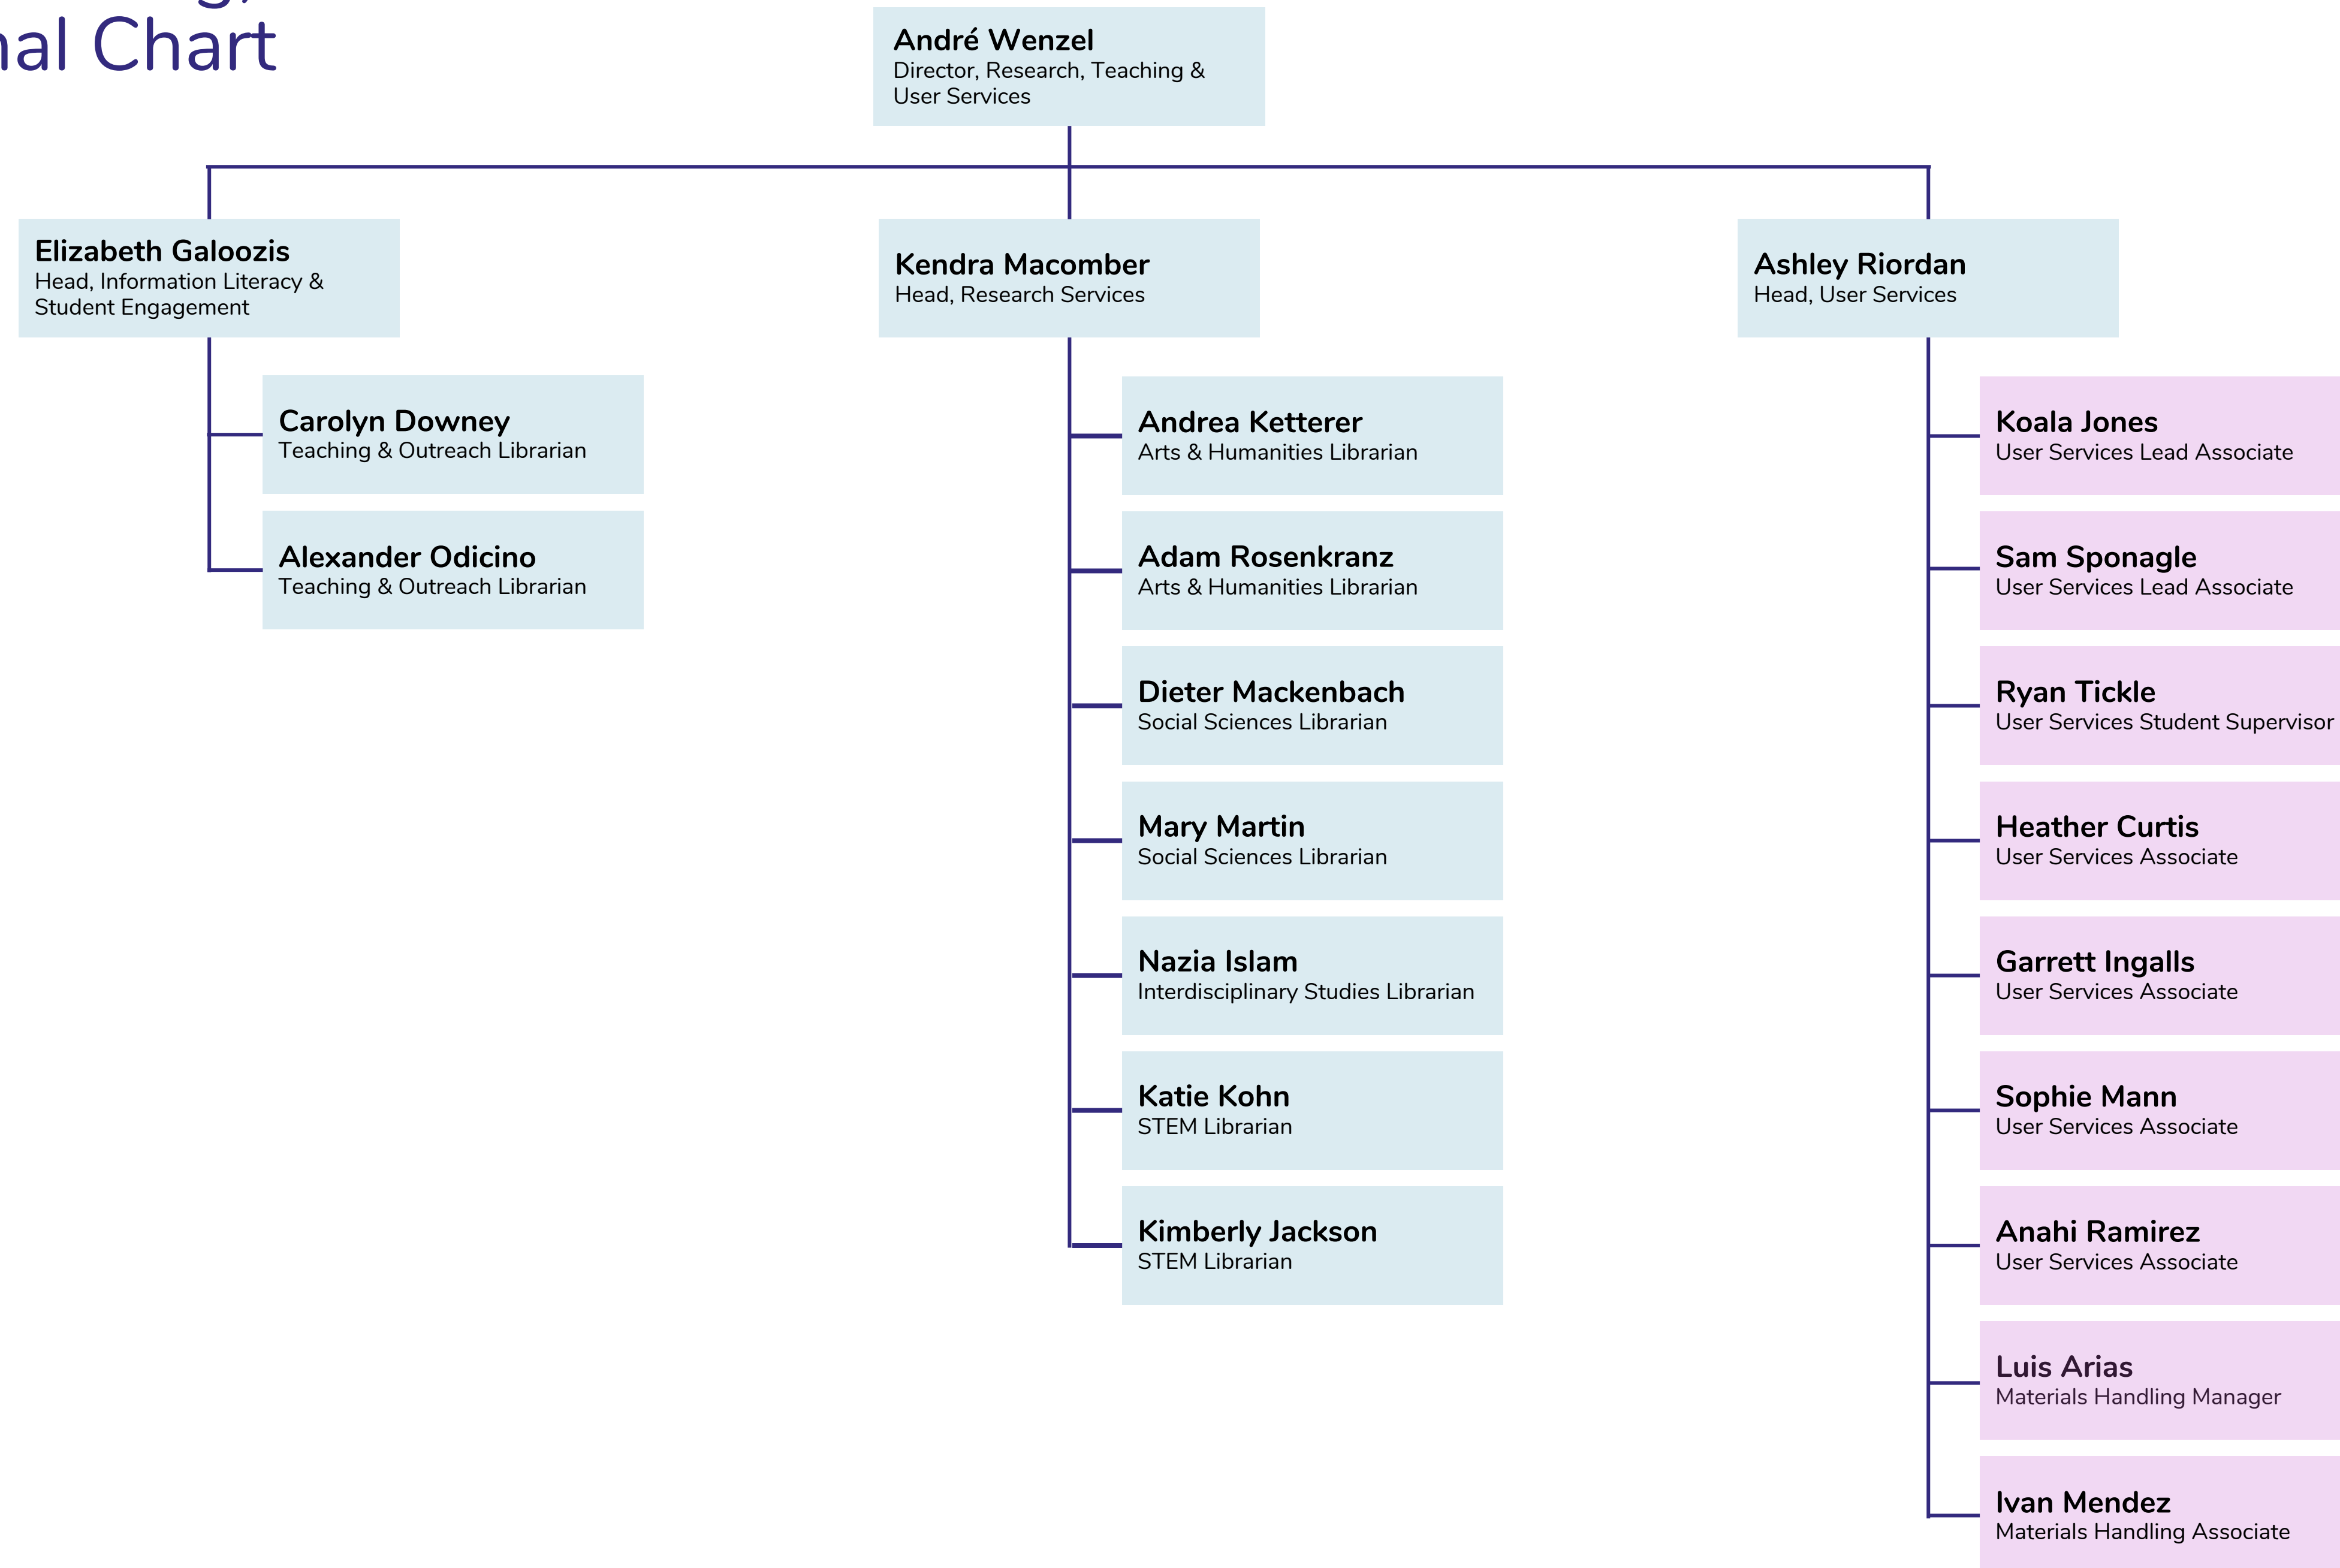 nal Chart
André Wenzel
Director, Research, Teaching &
User Services
Elizabeth Galoozis
Head, Information Literacy &
Student Engagement
Carolyn Downey
Teaching & Outreach Librarian
Alexander Odicino
Teaching & Outreach Librarian
Kendra Macomber
Head, Research Services
Andrea Ketterer
Arts & Humanities Librarian
Adam Rosenkranz
Arts & Humanities Librarian
Dieter Mackenbach
Social Sciences Librarian
Mary Martin
Social Sciences Librarian
Nazia Islam
Interdisciplinary Studies Librarian
Katie Kohn
STEM Librarian
Kimberly Jackson
STEM Librarian
Ashley Riordan
Head, User Services
Koala Jones
User Services Lead Associate
Sam Sponagle
User Services Lead Associate
Ryan Tickle
User Services Student Supervisor
Heather Curtis
User Services Associate
Garrett Ingalls
User Services Associate
Sophie Mann
User Services Associate
Anahi Ramirez
User Services Associate
Luis Arias
Materials Handling Manager
Ivan Mendez
Materials Handling Associate